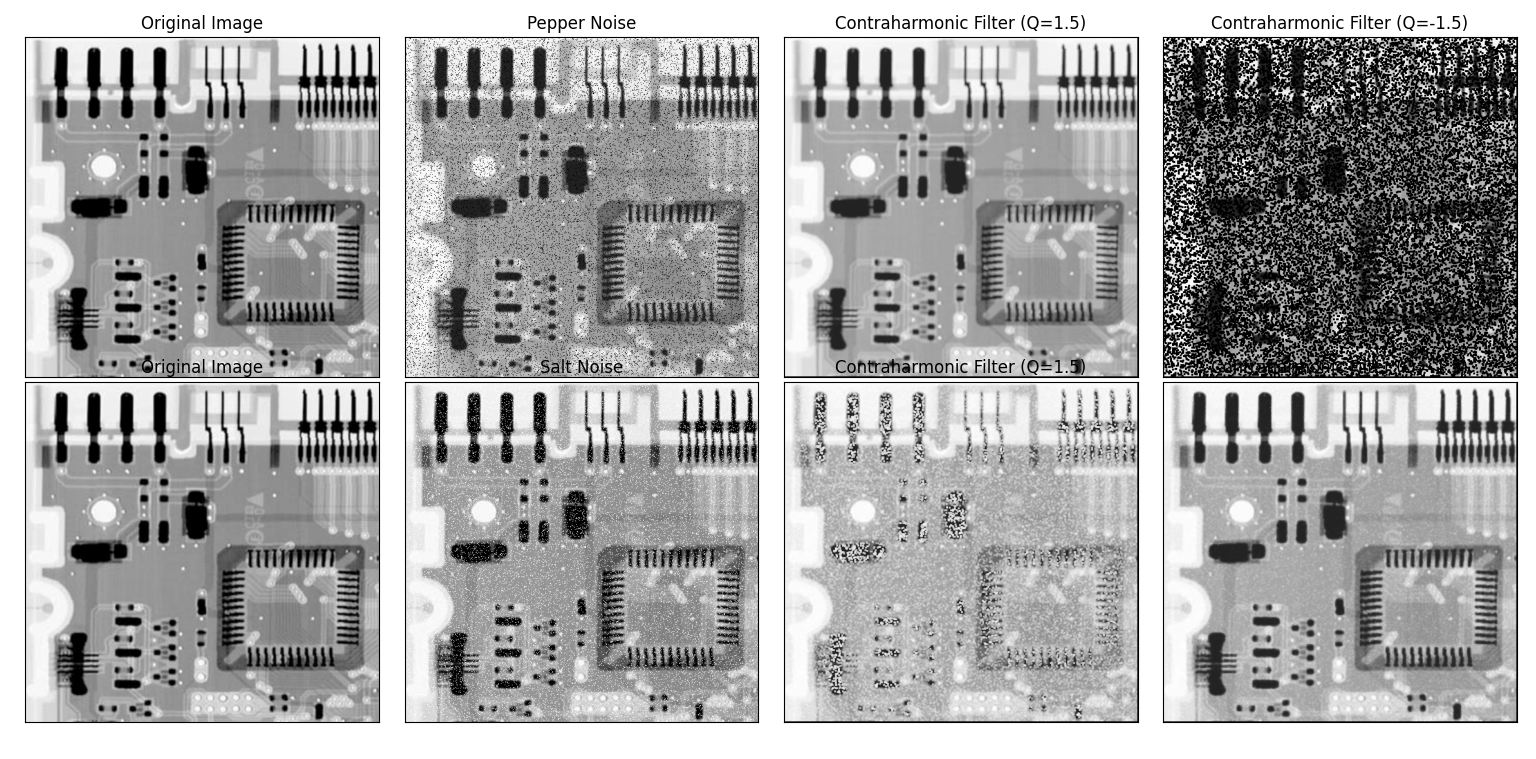 Original Image
Pepper Noise
Contraharmonic Filter (Q=1.5)
Contraharmonic Filter (Q=-1.5)
Original Image
Salt Noise
Contraharmonic Filter (Q=1.5)